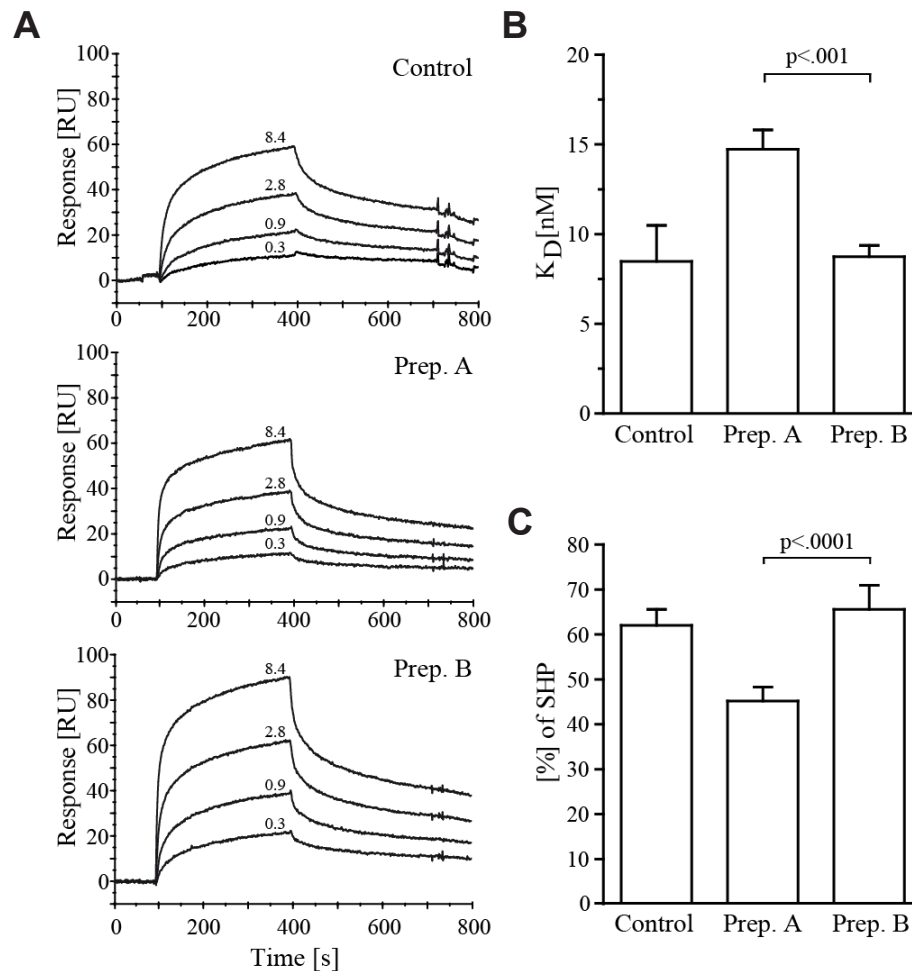 A
100
80
60
40
20
0
Response [RU]
Control
8.4
2.8
0.9
0.3
0 200 400 600 800
100
80
60
40
20
0
Response [RU]
Prep. A
8.4
2.8
0.9
0.3
0 200 400 600 800
100
80
60
40
20
0
Response [RU]
Prep. B
8.4
2.8
0.9
0.3
0 200 400 600 800
Time [s]
B
20
15
10
5
0
KD[nM]
p<.001
Control Prep. A Prep. B
C
80
70
60
50
40
30
20
10
0
[%] of SHP
p<.0001
Control Prep. A Prep. B